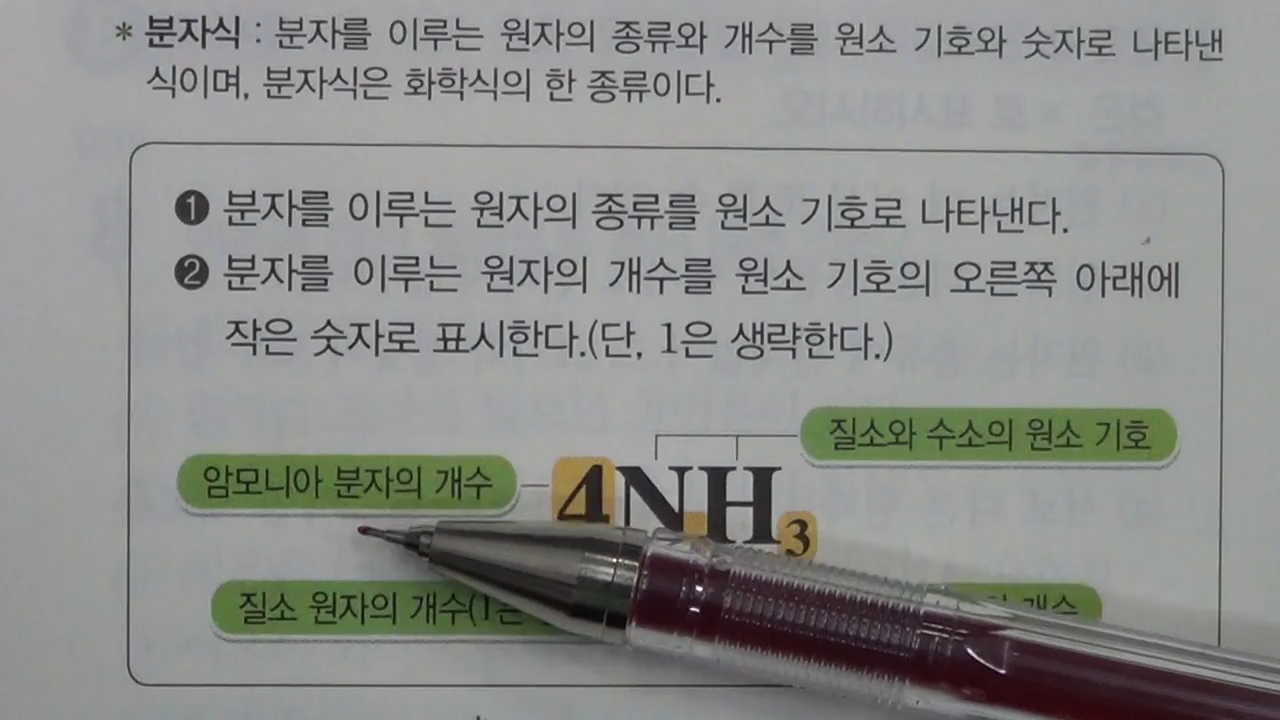 * 분자식 : 분자를 이루는 원자의 종류와 개수를 원소 기호와 숫자로 나타낸
식이며, 분자식은 화학식의 한 종류이다.
❶ 분자를 이루는 원자의 종류를 원소 기호로 나타낸다.
❷ 분자를 이루는 원자의 개수를 원소 기호의 오른쪽 아래에
작은 숫자로 표시한다.(단, 1은 생략한다.)
질소와 수소의 원소 기호
암모니아 분자의 개수
4NH₃
질소 원자의 개수(1은
개수